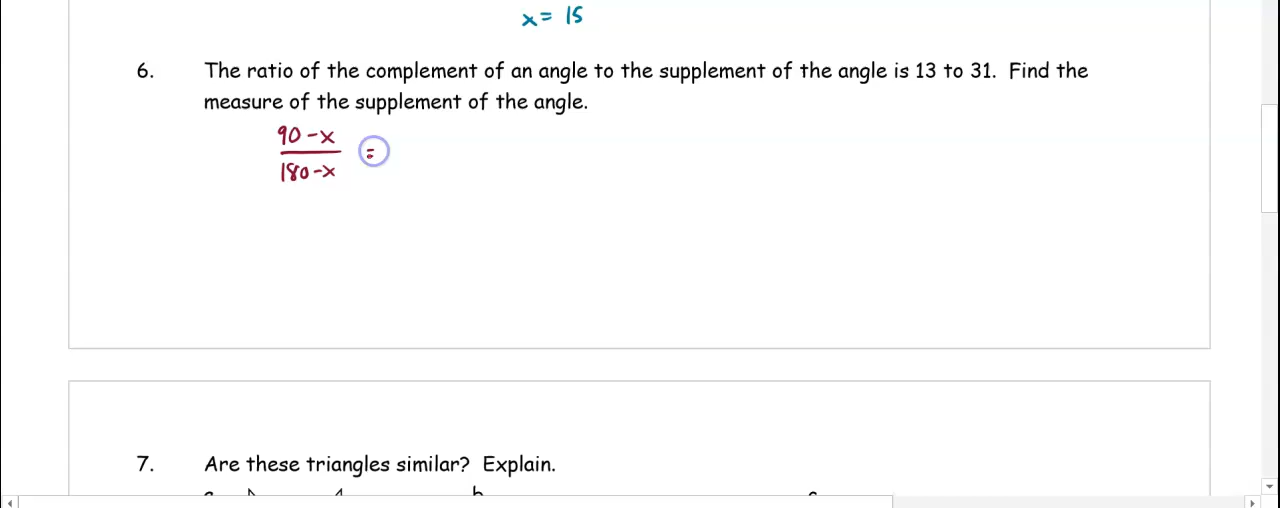 x = 15
6. The ratio of the complement of an angle to the supplement of the angle is 13 to 31. Find the
measure of the supplement of the angle.
90-x
180-x
=
7. Are these triangles similar? Explain.